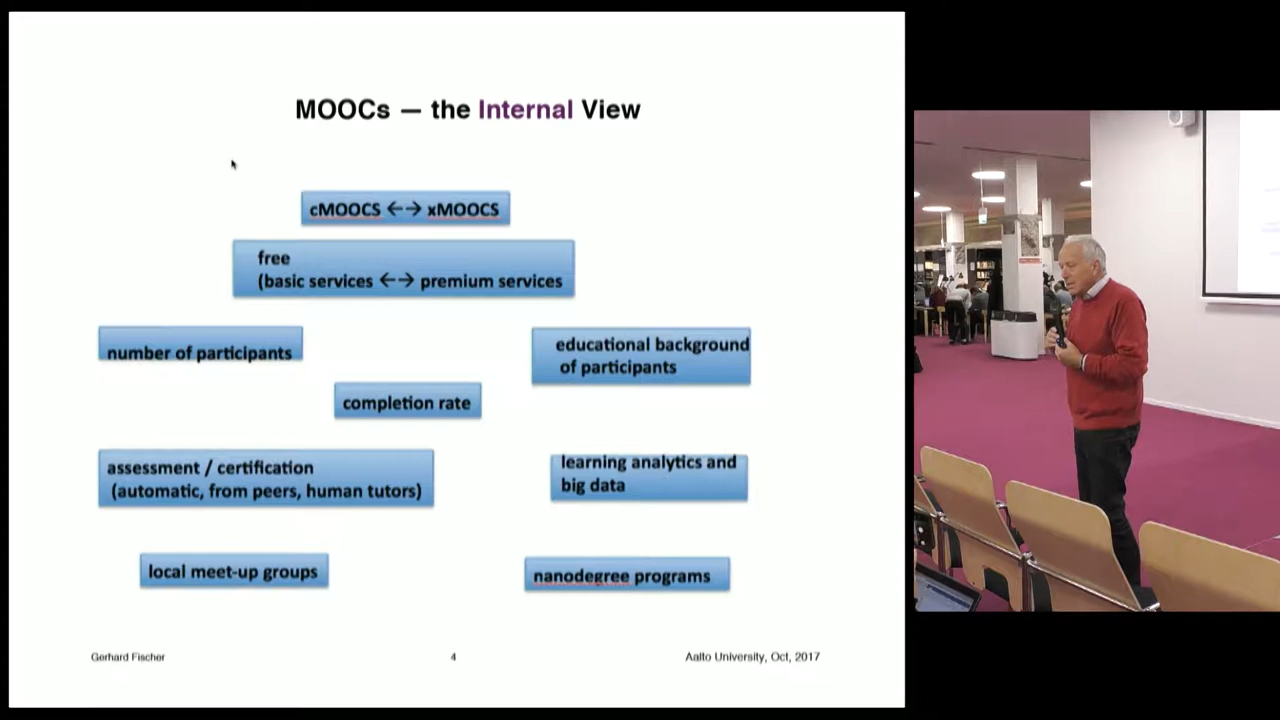 MOOCs — the Internal View
cMOOCS ←→ xMOOCS
free
(basic services ←→ premium services
number of participants
educational background
of participants
completion rate
assessment / certification
(automatic, from peers, human tutors)
learning analytics and
big data
local meet-up groups
nanodegree programs
Gerhard Fischer
4
Aalto University, Oct, 2017